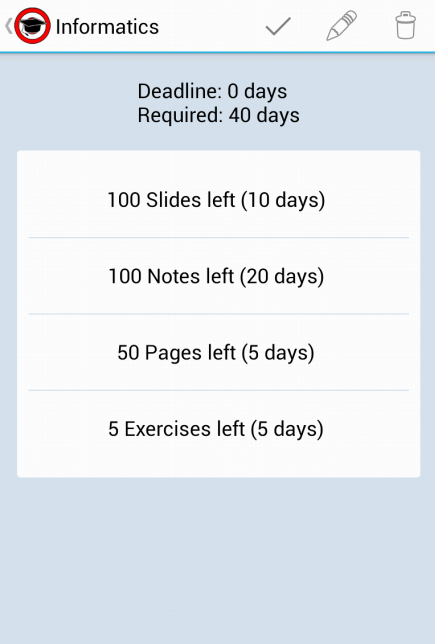 Informatics
Deadline: 0 days
Required: 40 days
100 Slides left (10 days)
100 Notes left (20 days)
50 Pages left (5 days)
5 Exercises left (5 days)